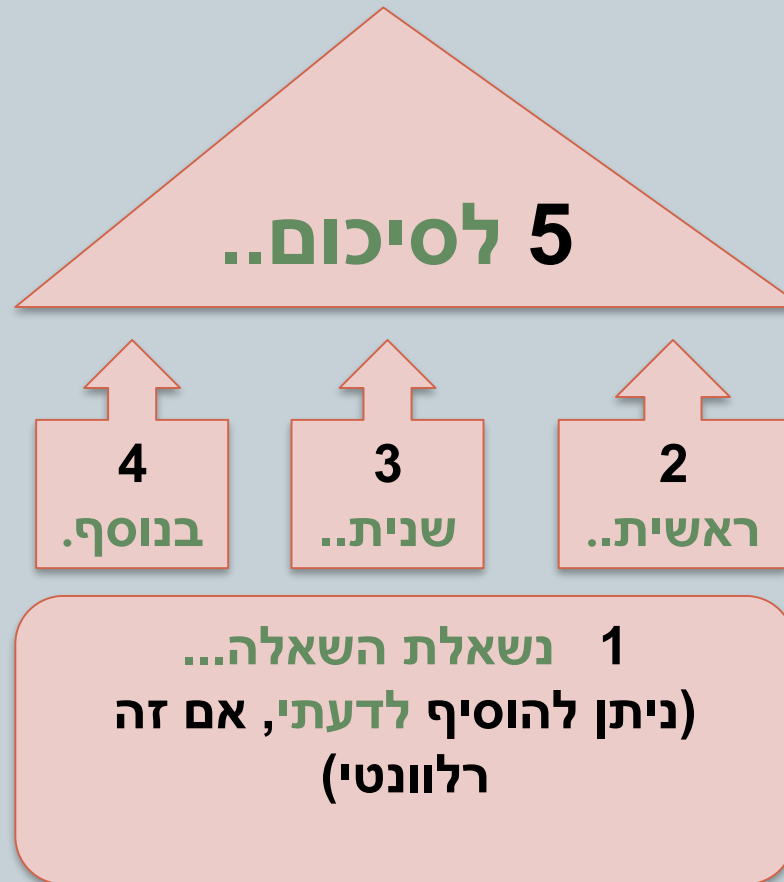 5 לסיכום..
2
ראשית..
3
שנית..
4
בנוסף.
1 נשאלת השאלה...
(ניתן להוסיף לדעתי, אם זה
רלוונטי)